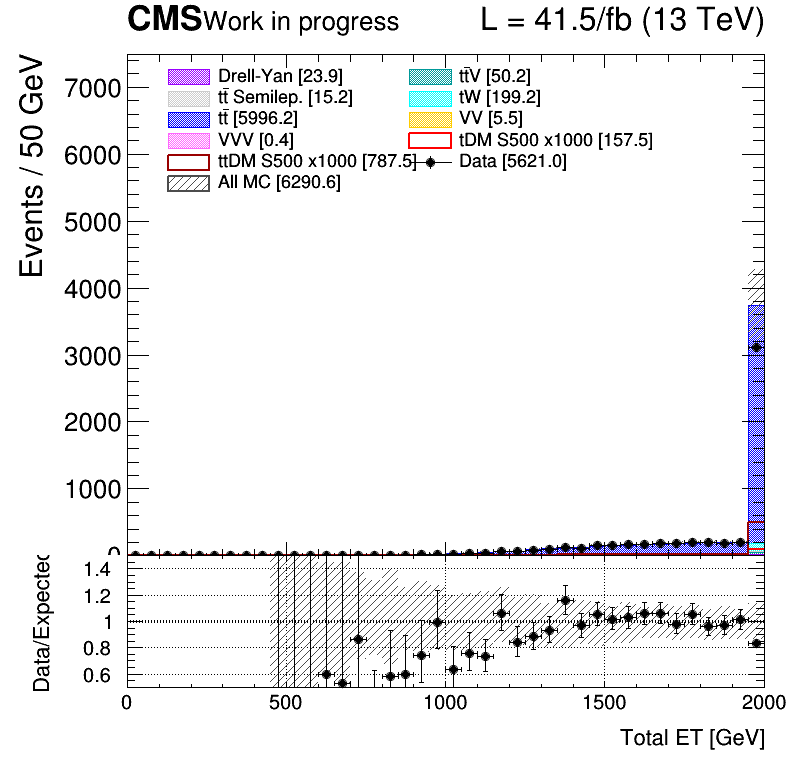 CMS Work in progress L = 41.5/fb (13 TeV)
Events / 50 GeV
7000
6000
5000
4000
3000
2000
1000
0
Drell-Yan [23.9] tt̄V [50.2]
tt̄ Semilep. [15.2] tW [199.2]
tt̄ [5996.2] VV [5.5]
VVV [0.4] tDM S500 x1000 [157.5]
ttDM S500 x1000 [787.5] Data [5621.0]
All MC [6290.6]
Data/Expected
1.4
1.2
1
0.8
0.6
0 500 1000 1500 2000
Total ET [GeV]